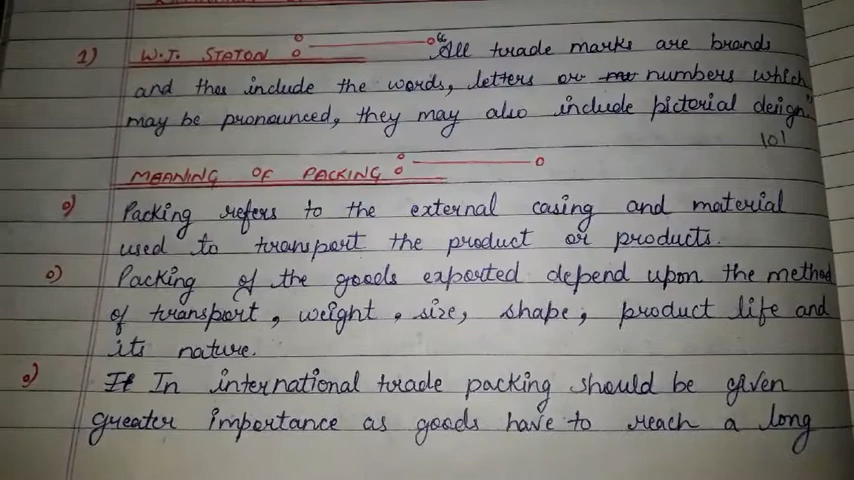 1) W.J. STATON : "All trade marks are brands
and thes include the words, letters or numbers which
may be pronounced, they may also include pictorial deign."
101
MEANING OF PACKING :
o) Packing refers to the external casing and material
used to transport the product or products.
o) Packing of the goods exported depend upon the method
of transport, weight, size, shape, product life and
its nature.
o) In international trade packing should be given
greater importance as goods have to reach a long